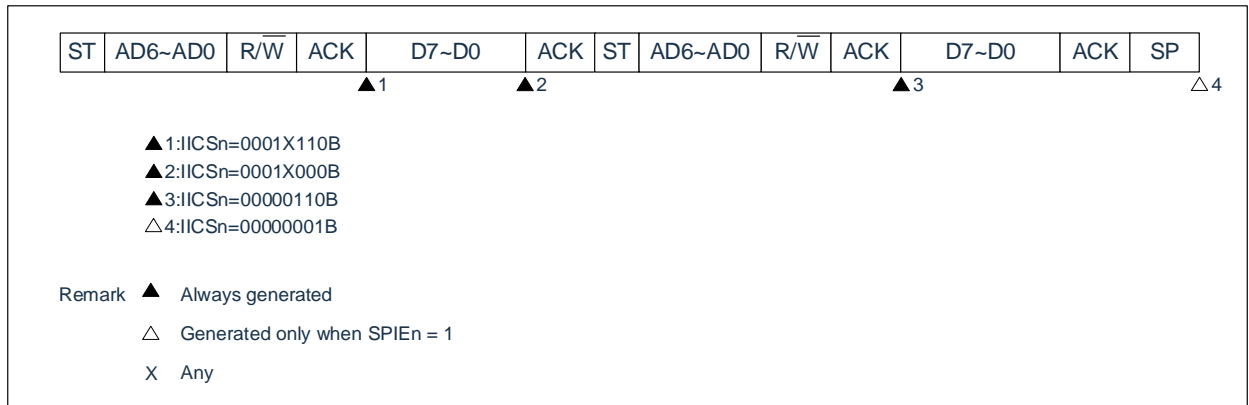 ST AD6~AD0 R/W̅ ACK D7~D0 ACK ST AD6~AD0 R/W̅ ACK D7~D0 ACK SP
▲1 ▲2 ▲3 △4
▲1:IICSn=0001X110B
▲2:IICSn=0001X000B
▲3:IICSn=00000110B
△4:IICSn=00000001B
Remark ▲ Always generated
△ Generated only when SPIEn = 1
X Any